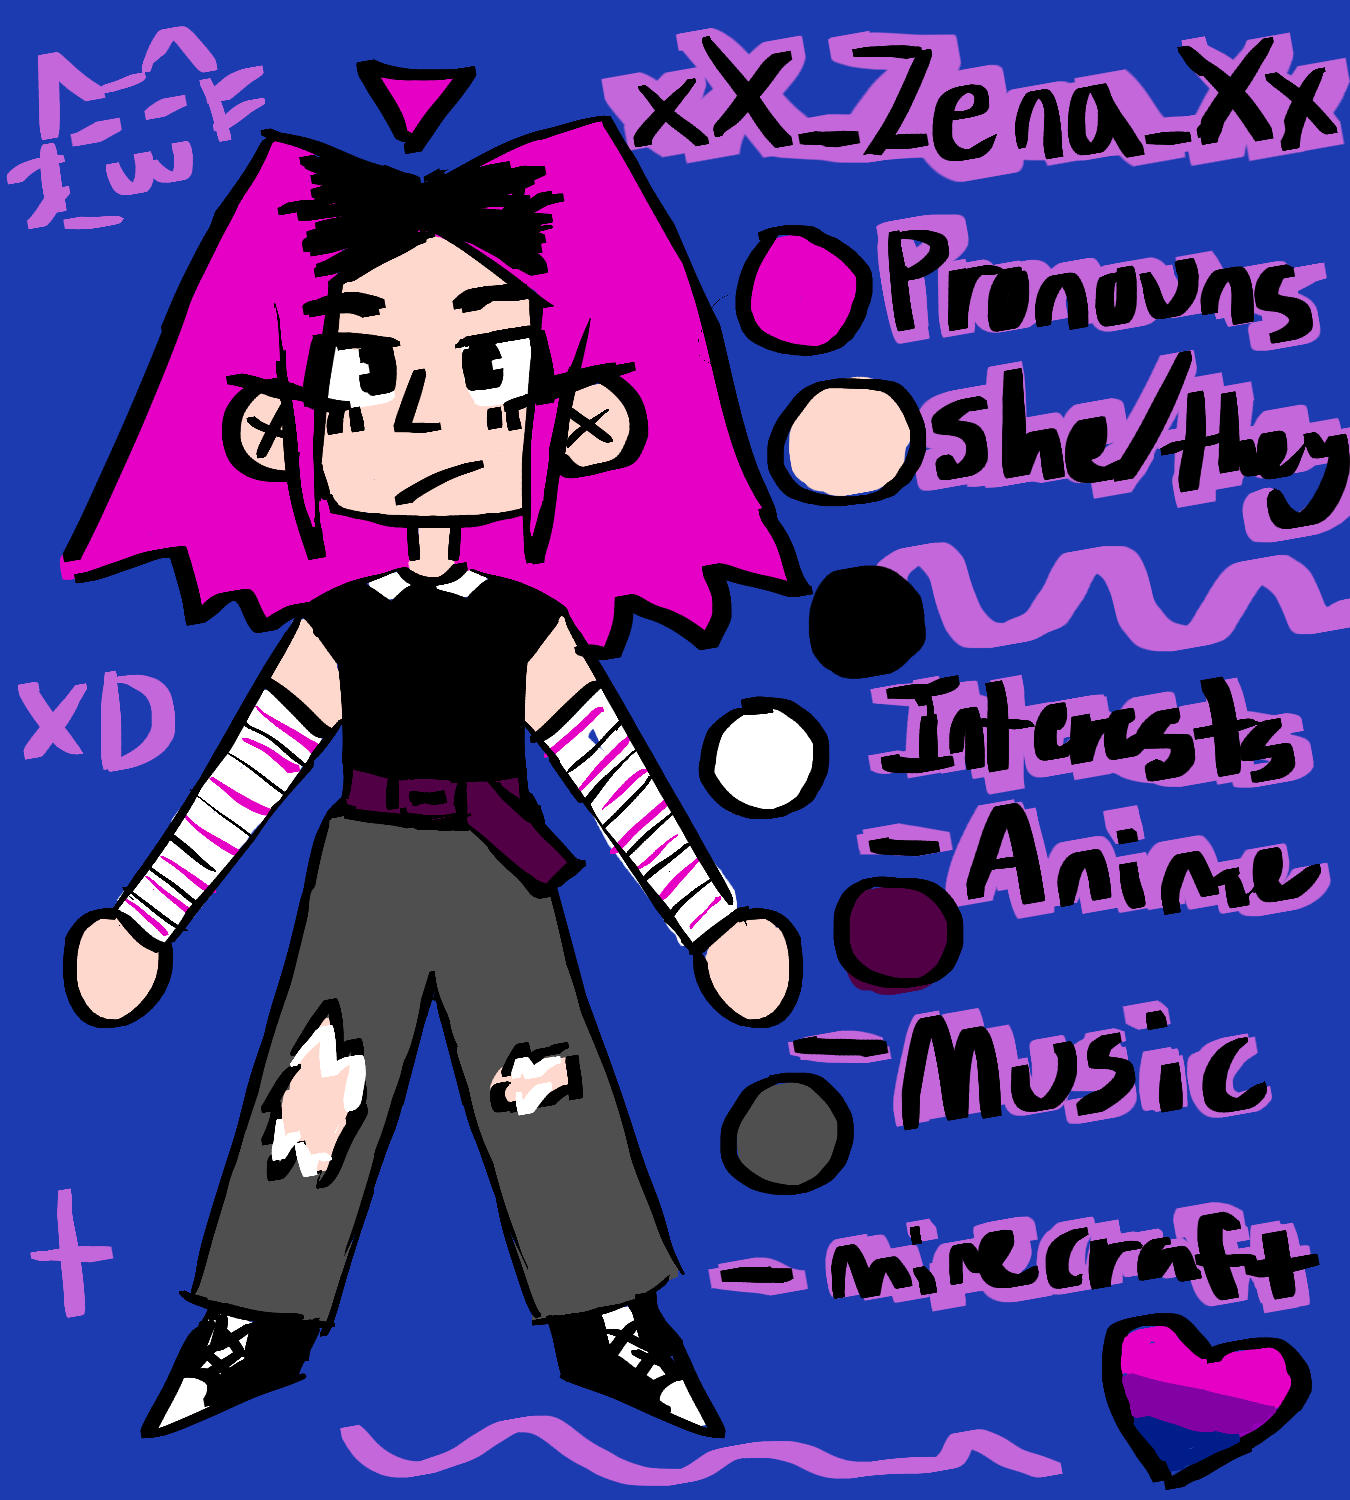 xX_Zena_Xx
Pronouns
she/they
Interests
- Anime
- Music
- minecraft
XD